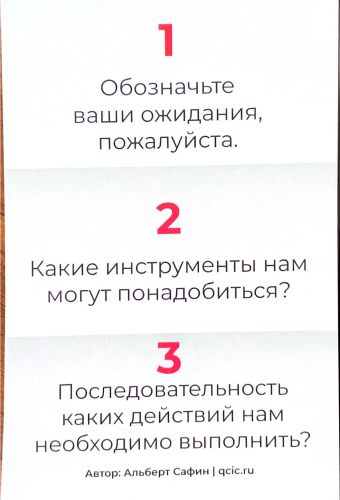 1
Обозначьте
ваши ожидания,
пожалуйста.
2
Какие инструменты нам
могут понадобиться?
3
Последовательность
каких действий нам
необходимо выполнить?
Автор: Альберт Сафин | qcic.ru